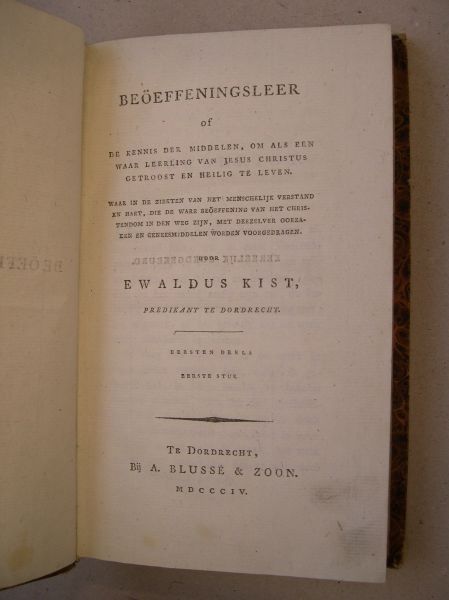 BEÖEFFENINGSLEER
of
DE KENNIS DER MIDDELEN, OM ALS EEN
WAAR LEERLING VAN JESUS CHRISTUS
GETROOST EN HEILIG TE LEVEN.
WAAR IN DE ZIEKTEN VAN HET MENSCHELIJK VERSTAND
EN HART, DIE DE WARE BEÖEFFENING VAN HET CHRIS-
TENDOM IN DEN WEG ZIJN, MET DERZELVER OORZA-
KEN EN GENEESMIDDELEN WORDEN VOORGEDRAGEN.
DOOR
EWALDUS KIST,
PREDIKANT TE DORDRECHT.
EERSTEN DEELS
EERSTE STUK.
TE DORDRECHT,
Bij A. BLUSSÉ & ZOON.
MDCCCIV.